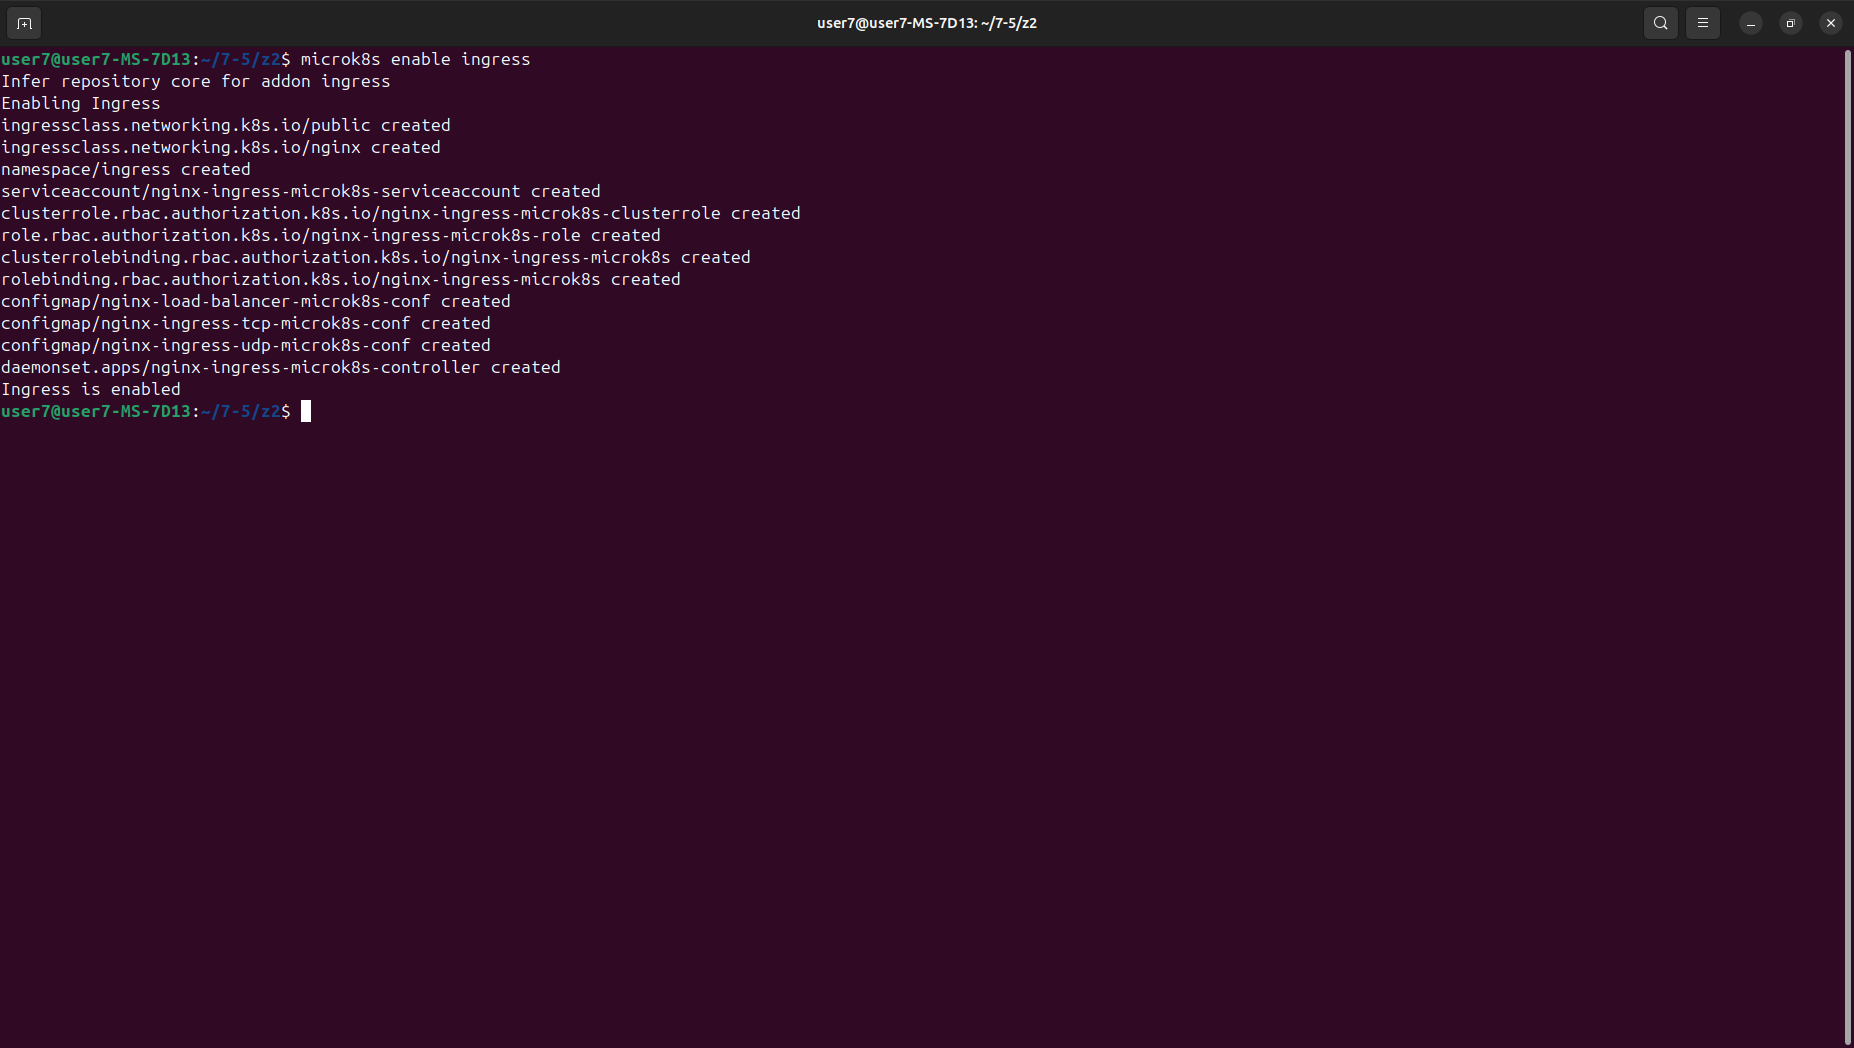 user7@user7-MS-7D13: ~/7-5/z2
user7@user7-MS-7D13:~/7-5/z2$ microk8s enable ingress
Infer repository core for addon ingress
Enabling Ingress
ingressclass.networking.k8s.io/public created
ingressclass.networking.k8s.io/nginx created
namespace/ingress created
serviceaccount/nginx-ingress-microk8s-serviceaccount created
clusterrole.rbac.authorization.k8s.io/nginx-ingress-microk8s-clusterrole created
role.rbac.authorization.k8s.io/nginx-ingress-microk8s-role created
clusterrolebinding.rbac.authorization.k8s.io/nginx-ingress-microk8s created
rolebinding.rbac.authorization.k8s.io/nginx-ingress-microk8s created
configmap/nginx-load-balancer-microk8s-conf created
configmap/nginx-ingress-tcp-microk8s-conf created
configmap/nginx-ingress-udp-microk8s-conf created
daemonset.apps/nginx-ingress-microk8s-controller created
Ingress is enabled
user7@user7-MS-7D13:~/7-5/z2$